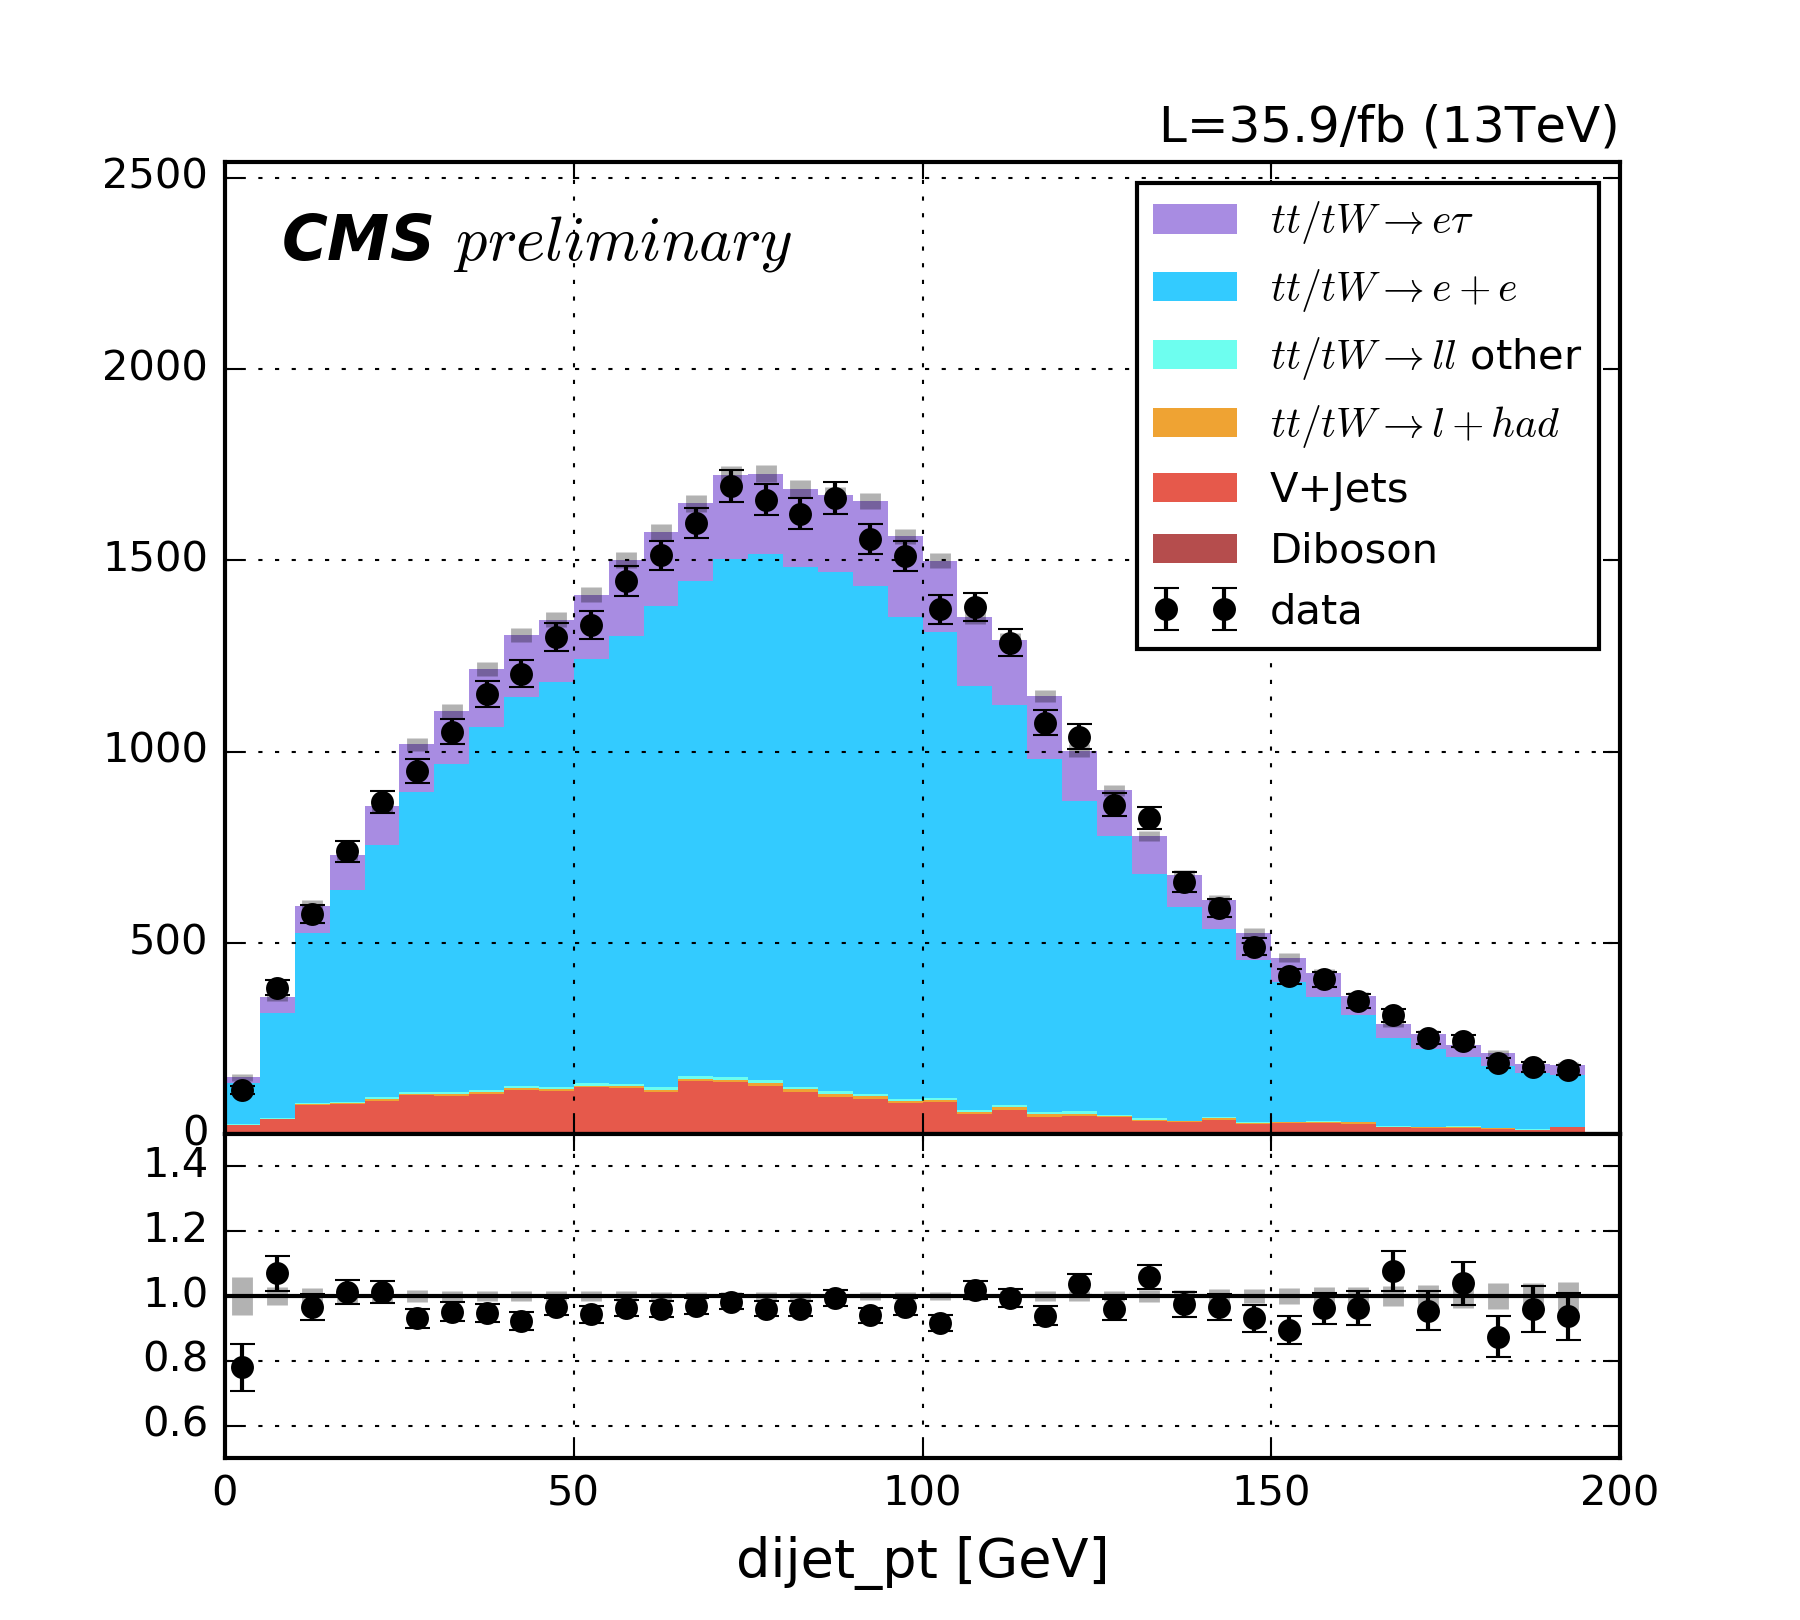 L=35.9/fb (13TeV)
2500
CMS preliminary
2000
1500
1000
500
0
tt/tW→eτ
tt/tW→e+e
tt/tW→ll other
tt/tW→l+had
V+Jets
Diboson
data
1.4
1.2
1.0
0.8
0.6
0 50 100 150 200
dijet_pt [GeV]